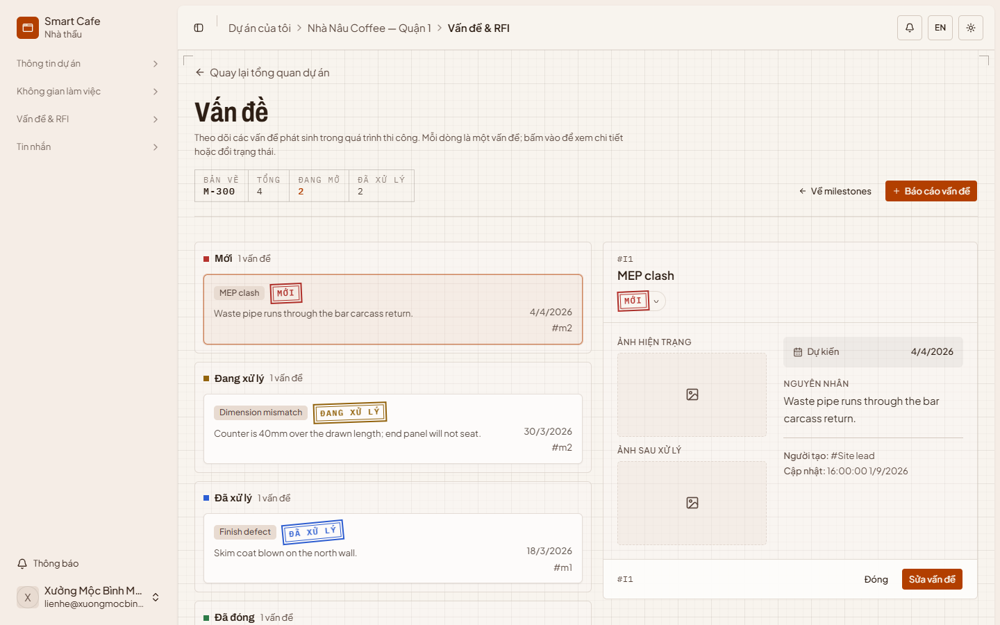 Smart Cafe
Nhà thầu
Thông tin dự án
Không gian làm việc
Vấn đề & RFI
Tin nhắn
Thông báo
X
Xưởng Mộc Bình M...
lienhe@xuongmocbin...
Dự án của tôi > Nhà Nâu Coffee — Quận 1 > Vấn đề & RFI
EN
Quay lại tổng quan dự án
Vấn đề
Theo dõi các vấn đề phát sinh trong quá trình thi công. Mỗi dòng là một vấn đề; bấm vào để xem chi tiết
hoặc đổi trạng thái.
BẢN VẼ
M-300
TỔNG
4
ĐANG MỞ
2
ĐÃ XỬ LÝ
2
Về milestones
Báo cáo vấn đề
Mới 1 vấn đề
MEP clash
MỚI
Waste pipe runs through the bar carcass return.
4/4/2026
#m2
Đang xử lý 1 vấn đề
Dimension mismatch
ĐANG XỬ LÝ
Counter is 40mm over the drawn length; end panel will not seat.
30/3/2026
#m2
Đã xử lý 1 vấn đề
Finish defect
ĐÃ XỬ LÝ
Skim coat blown on the north wall.
18/3/2026
#m1
Đã đóng 1 vấn đề
#I1
MEP clash
MỚI
ẢNH HIỆN TRẠNG
ẢNH SAU XỬ LÝ
Dự kiến 4/4/2026
NGUYÊN NHÂN
Waste pipe runs through the bar
carcass return.
Người tạo: #Site lead
Cập nhật: 16:00:00 1/9/2026
#I1
Đóng
Sửa vấn đề